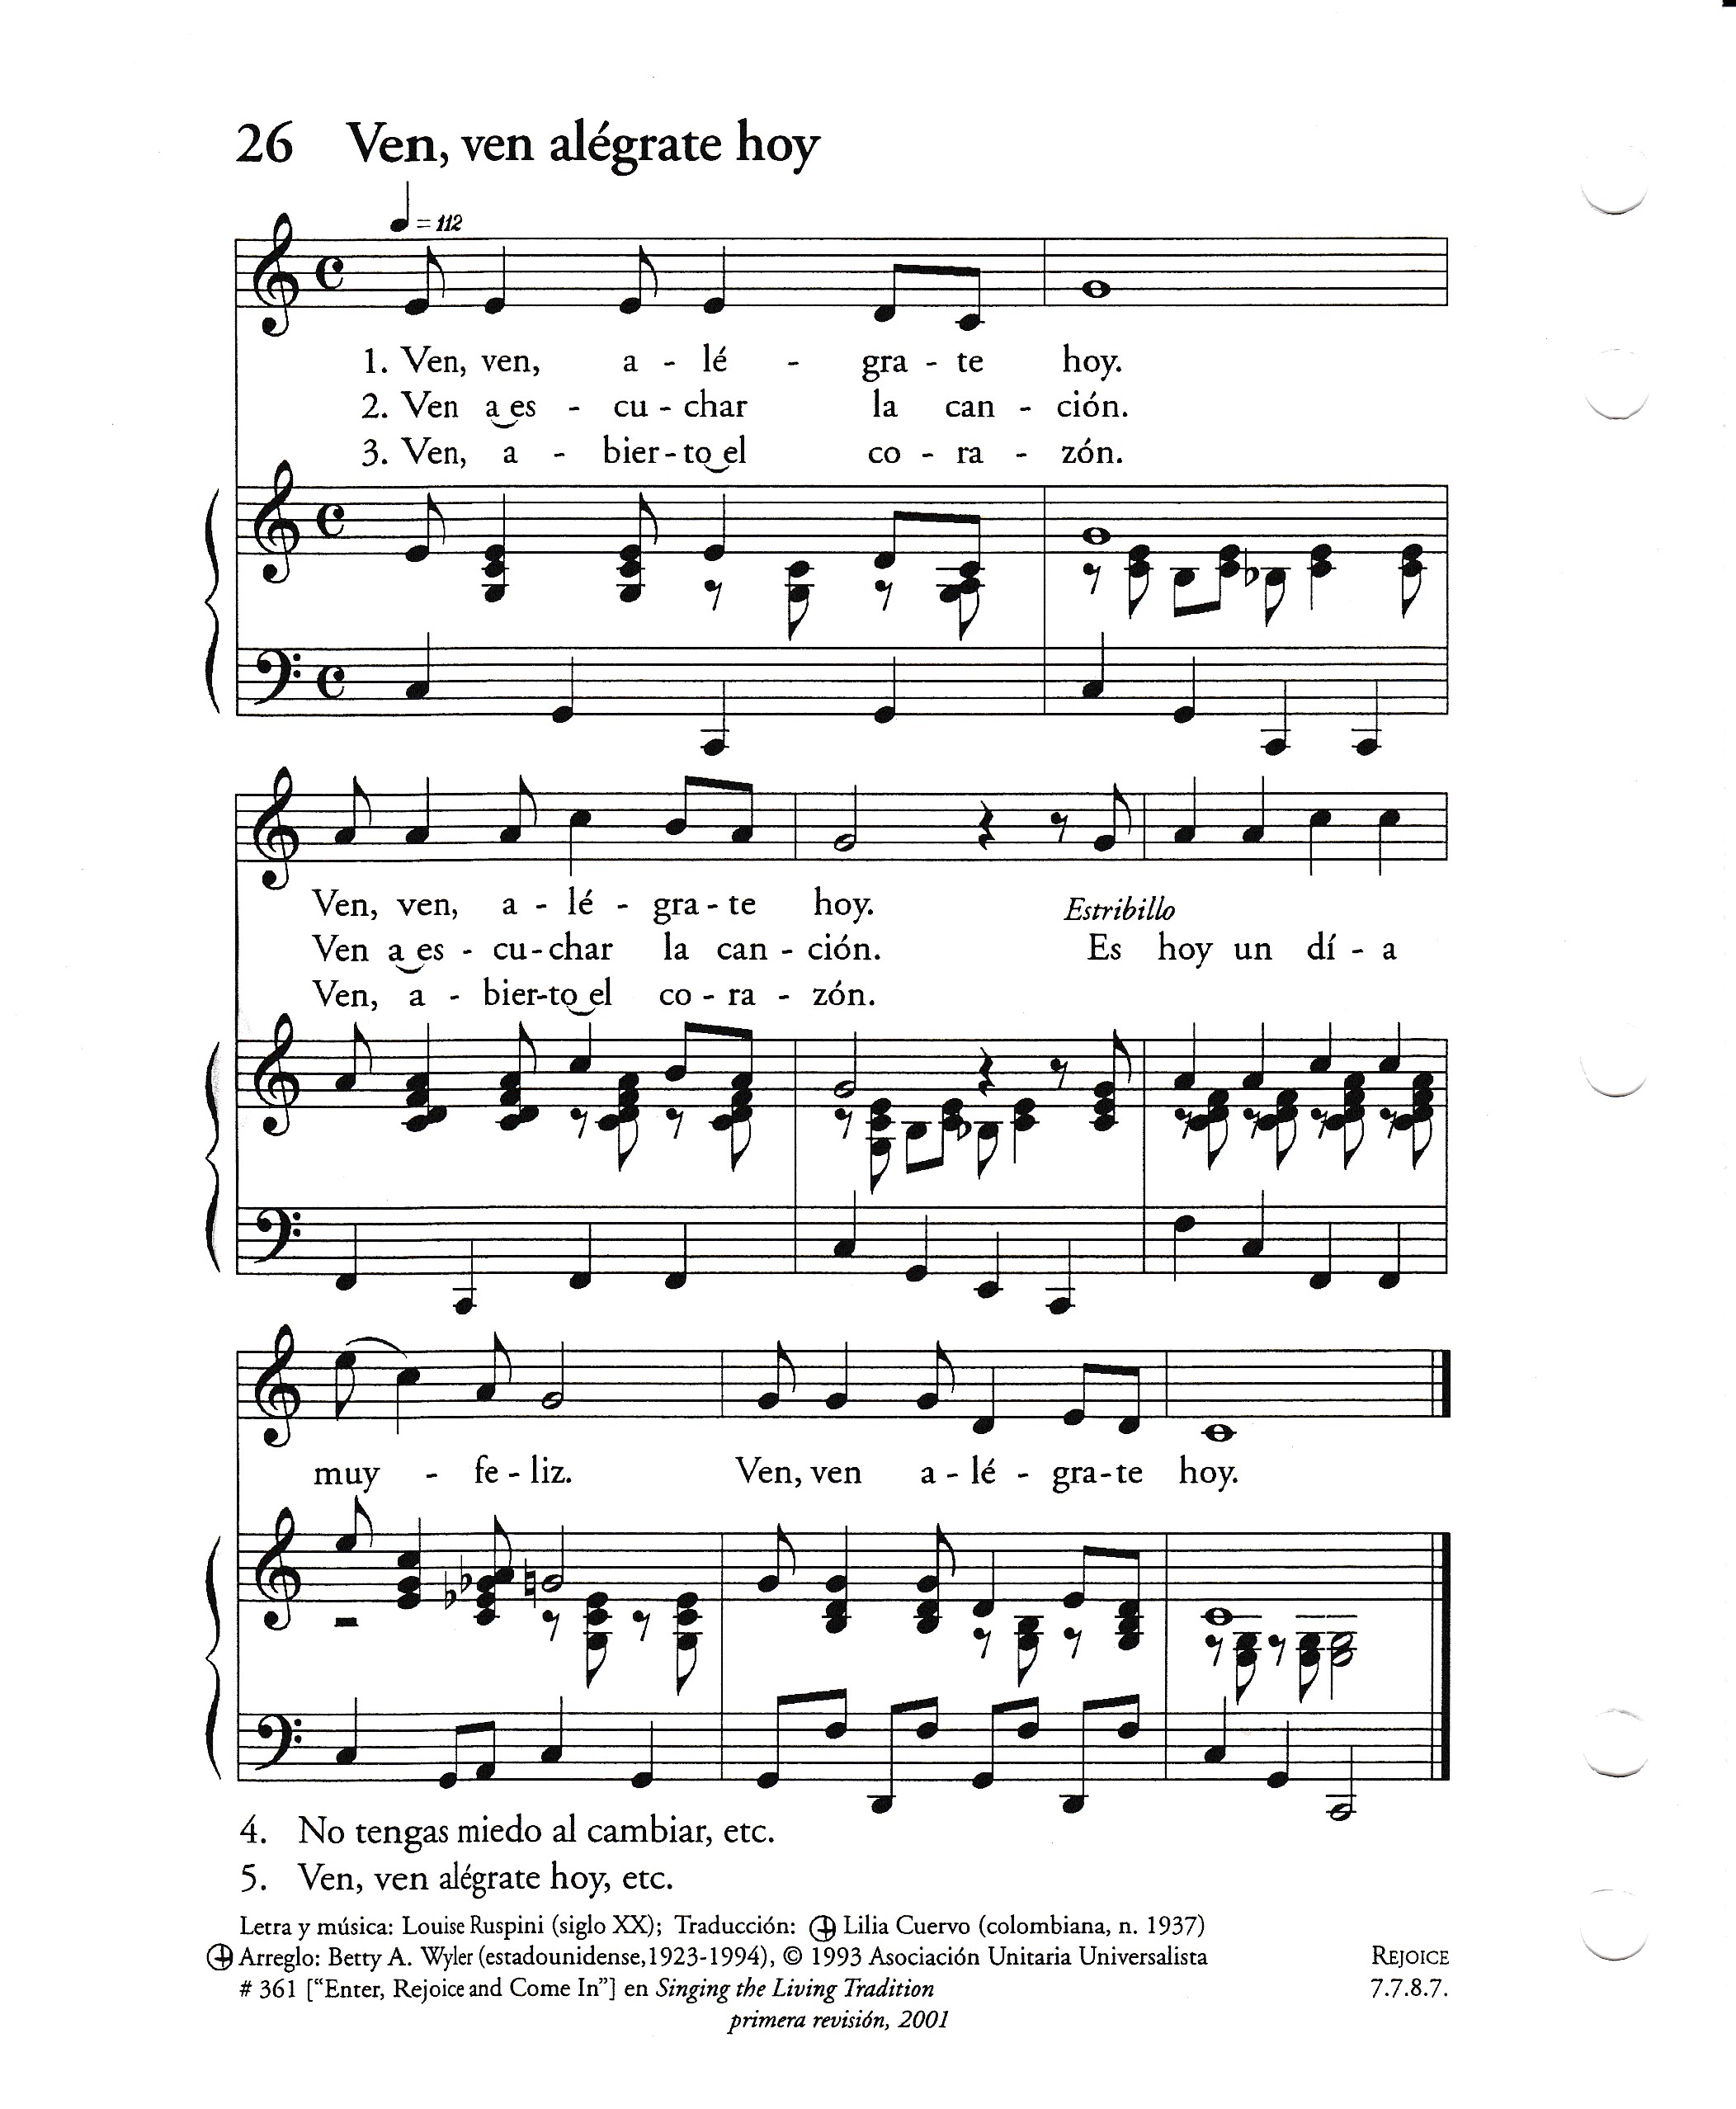 26 Ven, ven alégrate hoy
= 112
1. Ven, ven, a - lé - gra - te hoy.
2. Ven a es - cu - char la can - ción.
3. Ven, a - bier - to el co - ra - zón.
Ven, ven, a - lé - gra - te hoy.
Estribillo
Ven a es - cu - char la can - ción. Es hoy un dí - a
Ven, a - bier - to el co - ra - zón.
muy - fe - liz. Ven, ven a - lé - gra - te hoy.
4. No tengas miedo al cambiar, etc.
5. Ven, ven alégrate hoy, etc.
Letra y música: Louise Ruspini (siglo XX); Traducción: Lilia Cuervo (colombiana, n. 1937)
Arreglo: Betty A. Wyler (estadounidense,1923-1994), © 1993 Asociación Unitaria Universalista REJOICE
# 361 ["Enter, Rejoice and Come In"] en Singing the Living Tradition 7.7.8.7.
primera revisión, 2001